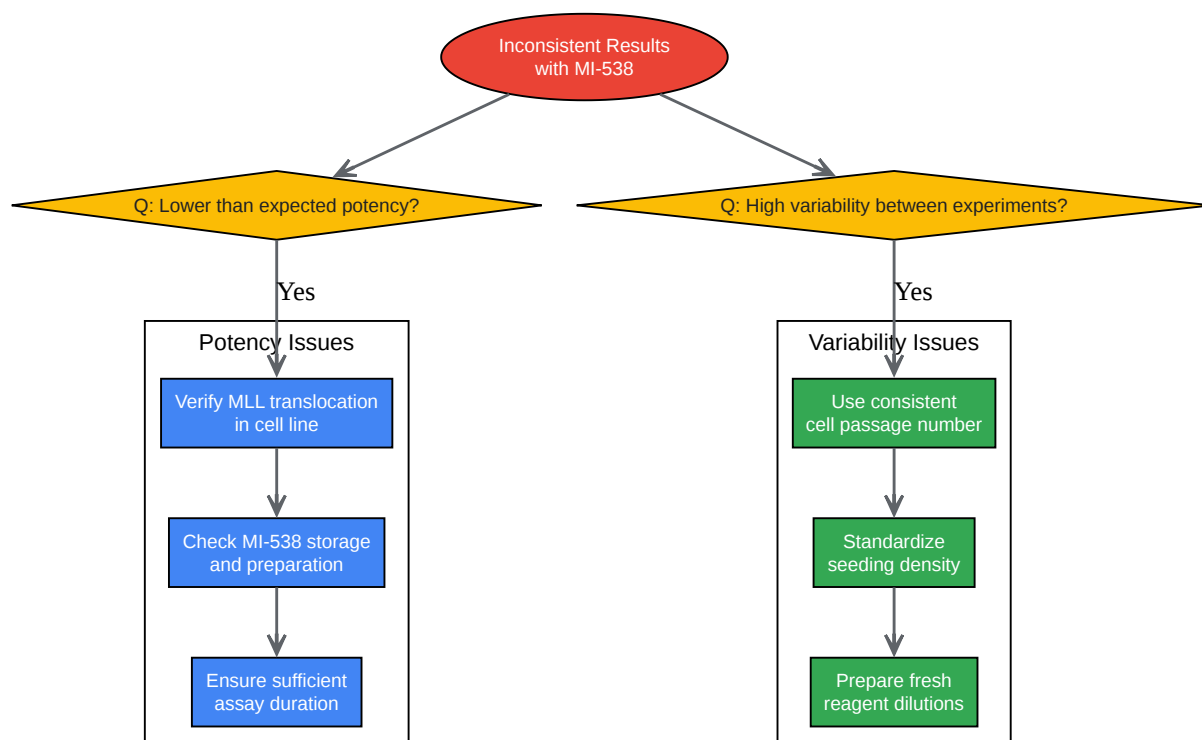 Inconsistent Results
with MI-538
Q: Lower than expected potency?
Q: High variability between experiments?
Yes
Yes
Potency Issues
Variability Issues
Verify MLL translocation
in cell line
Use consistent
cell passage number
Check MI-538 storage
and preparation
Standardize
seeding density
Ensure sufficient
assay duration
Prepare fresh
reagent dilutions